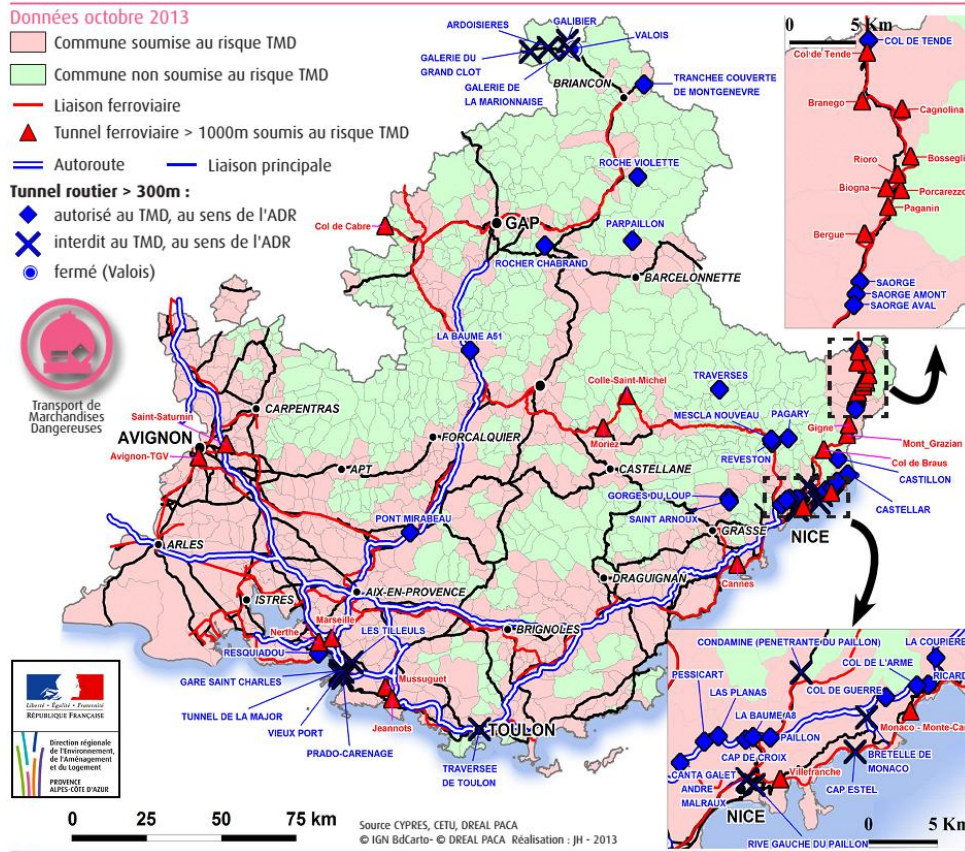 Données octobre 2013
Commune soumise au risque TMD
Commune non soumise au risque TMD
Liaison ferroviaire
Tunnel ferroviaire > 1000m soumis au risque TMD
Autoroute
Liaison principale
Tunnel routier > 300m :
autorisé au TMD, au sens de l'ADR
interdit au TMD, au sens de l'ADR
fermé (Valois)
Transport de
Marchandises
Dangereuses
ARDOISIERES
GALIBIER
VALOIS
GALERIE DU
GRAND CLOT
GALERIE DE
LA MARIONNAISE
BRIANCON
TRANCHEE COUVERTE
DE MONTGENEVRE
ROCHE VIOLETTE
Col de Cabre
GAP
PARPAILLON
ROCHER CHABRAND
BARCELONNETTE
LA BAUME A51
TRAVERSES
Colle-Saint-Michel
CARPENTRAS
Saint-Saturnin
AVIGNON
Avignon-TGV
FORCALQUIER
APT
Moriez
MESCLA NOUVEAU
PAGARY
REVESTON
Gigne
Mont_Grazian
Col de Braus
CASTILLON
CASTELLAR
CASTELLANE
GORGES DU LOUP
SAINT ARNOUX
GRASSE
NICE
PONT MIRABEAU
ARLES
DRAGUIGNAN
Cannes
AIX-EN-PROVENCE
ISTRES
BRIGNOLES
Marseille
Nerthe
LES TILLEULS
RESQUIADOU
GARE SAINT CHARLES
Mussuguet
TUNNEL DE LA MAJOR
VIEUX PORT
Jeannots
PRADO-CARENAGE
TOULON
TRAVERSEE
DE TOULON
0 5 Km
COL DE TENDE
Col de Tende
Branego
Cagnolina
Bosseglia
Rioro
Biogna
Porcarezzo
Paganin
Bergue
SAORGE
SAORGE AMONT
SAORGE AVAL
CONDAMINE (PENETRANTE DU PAILLON)
LA COUPIERE
PESSICART
COL DE L'ARME
RICARD
LAS PLANAS
COL DE GUERRE
LA BAUME A8
PAILLON
Monaco - Monte-Carlo
CAP DE CROIX
BRETELLE DE
MONACO
CANTA GALET
Villefranche
ANDRE
MALRAUX
CAP ESTEL
NICE
RIVE GAUCHE DU PAILLON
0 5 Km
Liberté • Égalité • Fraternité
RÉPUBLIQUE FRANÇAISE
Direction régionale
de l'Environnement,
de l'Aménagement
et du Logement
PROVENCE
ALPES-CÔTE D'AZUR
0 25 50 75 km
Source CYPRES, CETU, DREAL PACA
© IGN BdCarto- © DREAL PACA Réalisation : JH - 2013